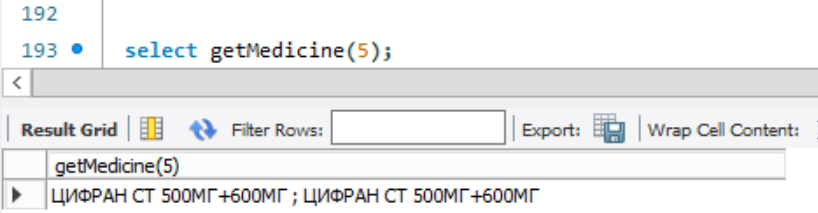 192
193 select getMedicine(5);
<
Result Grid Filter Rows: Export: Wrap Cell Content:
getMedicine(5)
ЦИФРАН СТ 500МГ+600МГ ; ЦИФРАН СТ 500МГ+600МГ